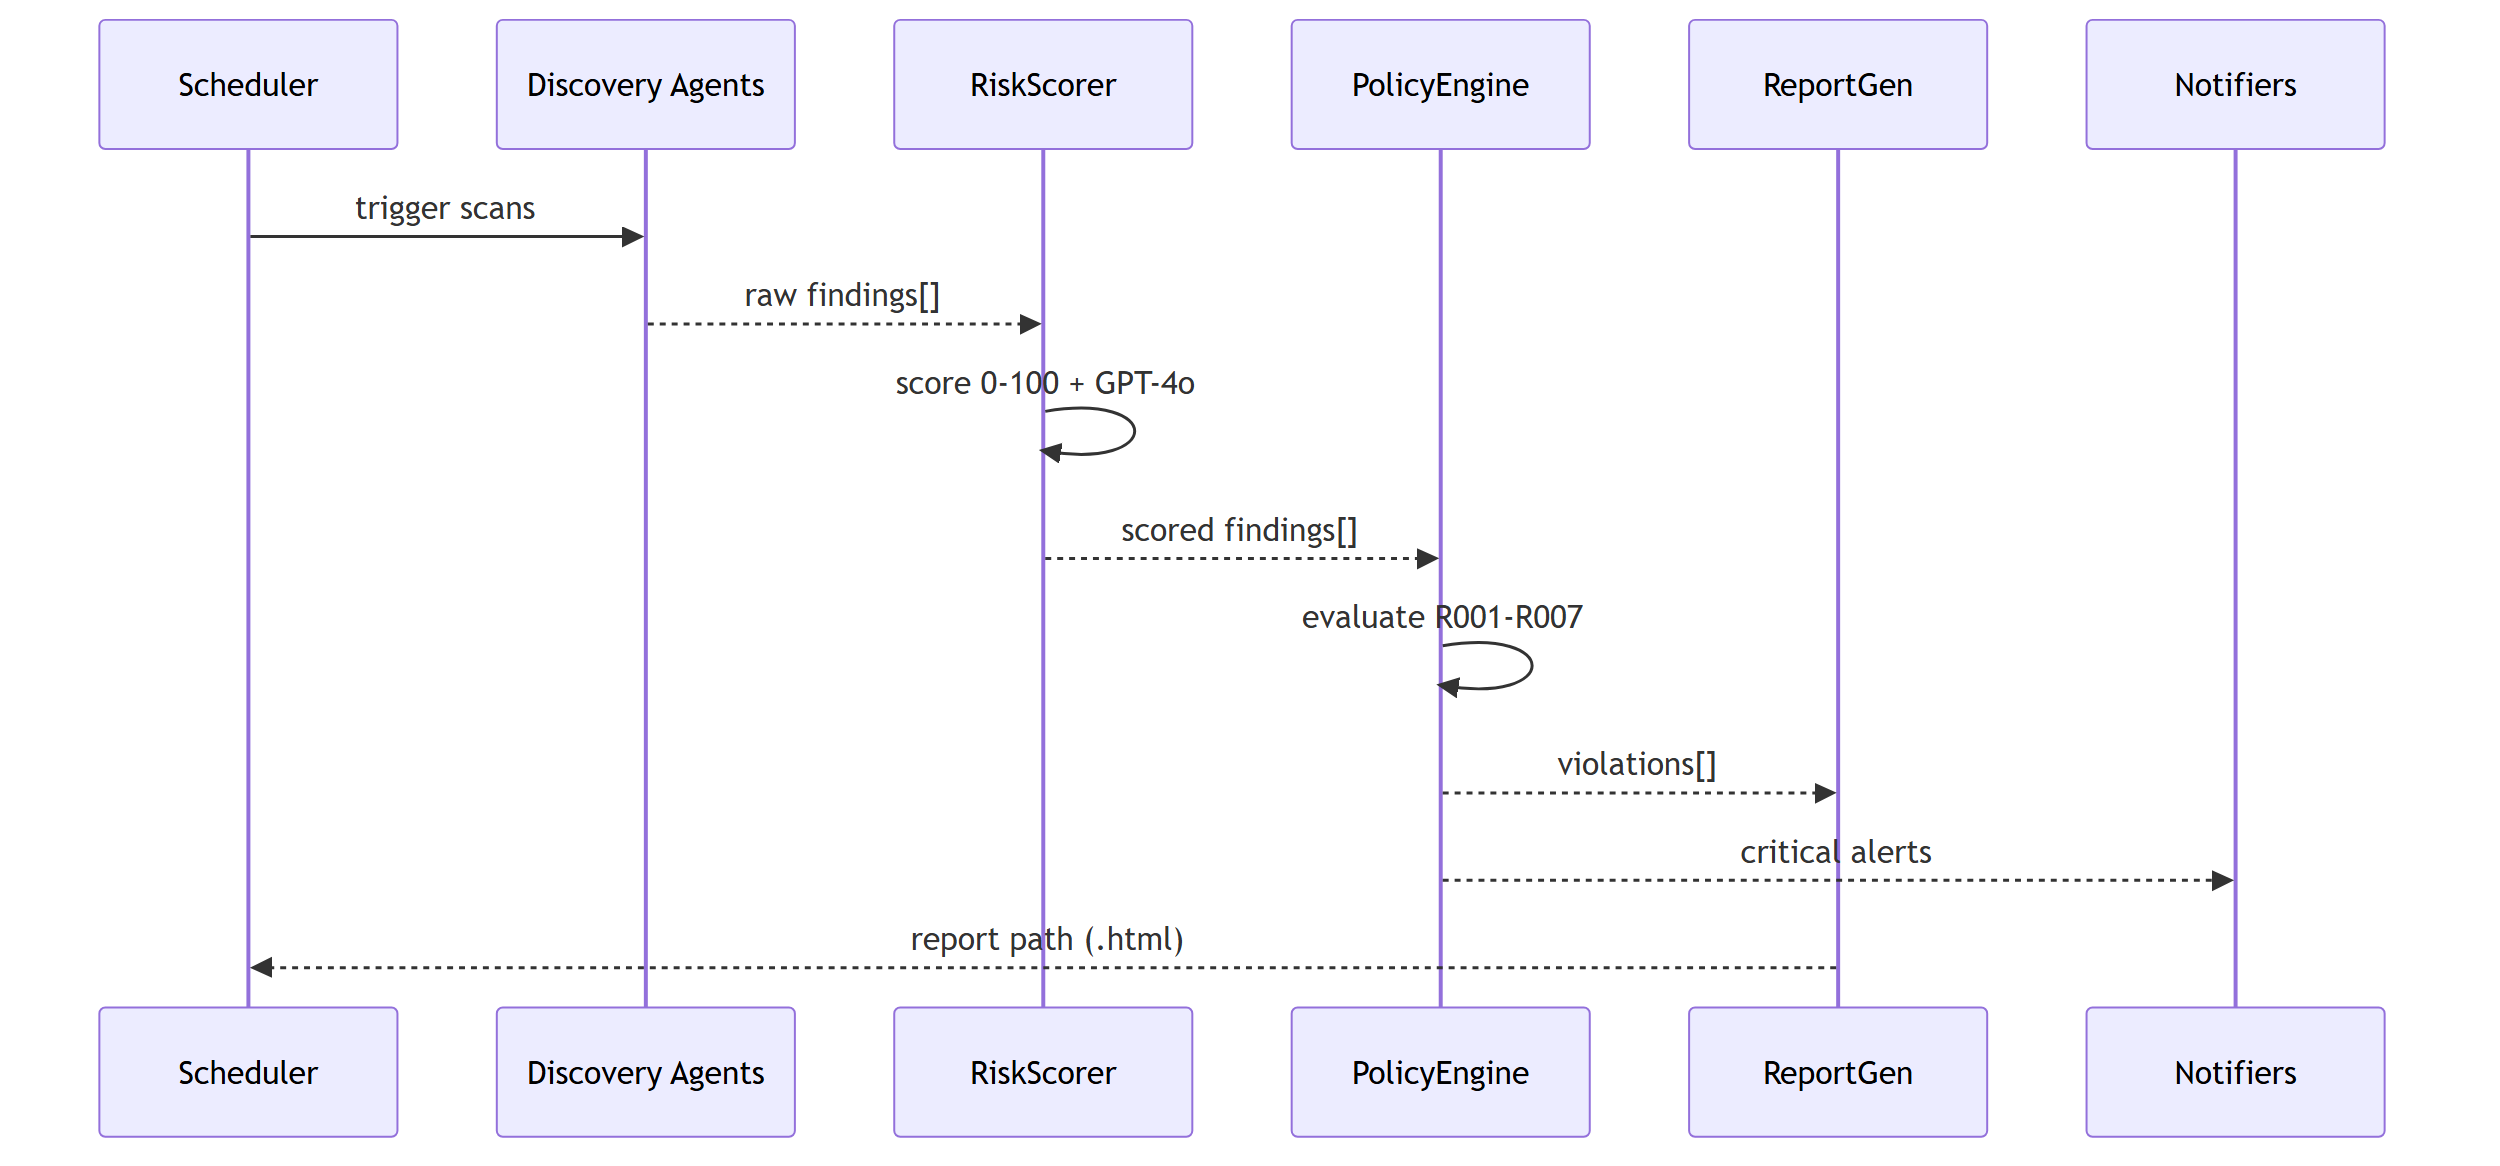 Scheduler
Discovery Agents
RiskScorer
PolicyEngine
ReportGen
Notifiers
trigger scans
raw findings[]
score 0-100 + GPT-4o
scored findings[]
evaluate R001-R007
violations[]
critical alerts
report path (.html)
Scheduler
Discovery Agents
RiskScorer
PolicyEngine
ReportGen
Notifiers